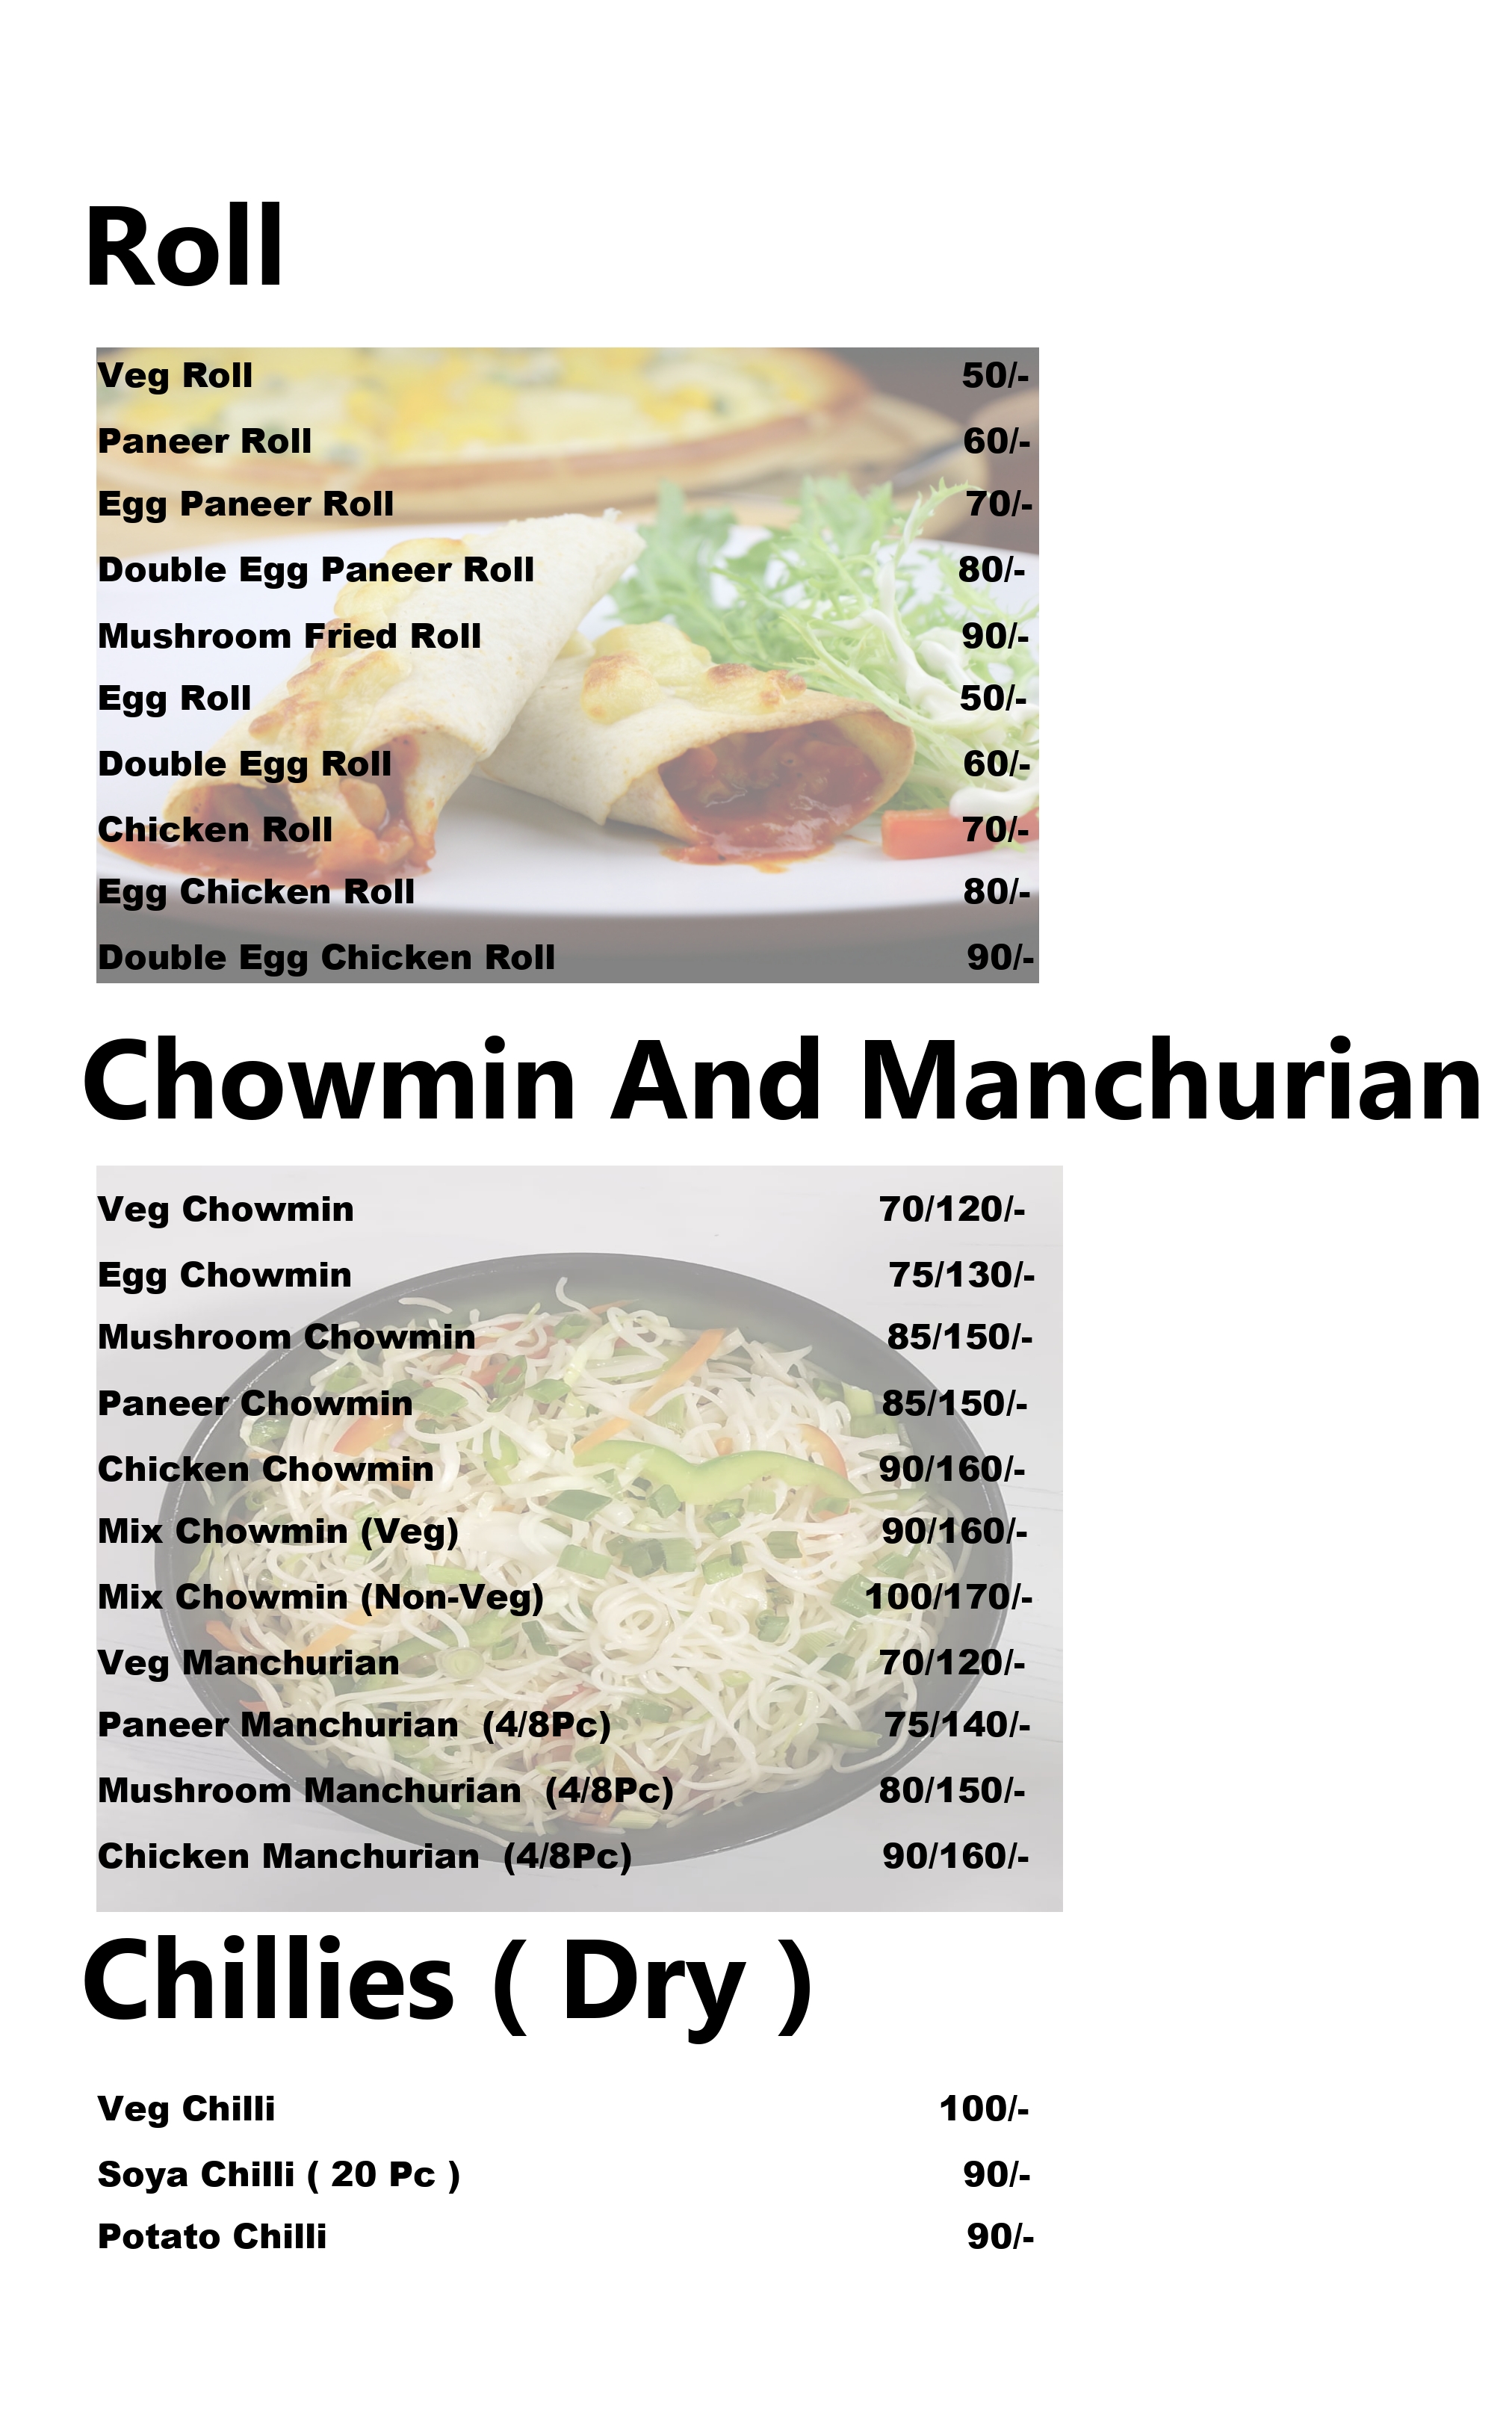 Roll
Veg Roll 50/-
Paneer Roll 60/-
Egg Paneer Roll 70/-
Double Egg Paneer Roll 80/-
Mushroom Fried Roll 90/-
Egg Roll 50/-
Double Egg Roll 60/-
Chicken Roll 70/-
Egg Chicken Roll 80/-
Double Egg Chicken Roll 90/-
Chowmin And Manchurian
Veg Chowmin 70/120/-
Egg Chowmin 75/130/-
Mushroom Chowmin 85/150/-
Paneer Chowmin 85/150/-
Chicken Chowmin 90/160/-
Mix Chowmin (Veg) 90/160/-
Mix Chowmin (Non-Veg) 100/170/-
Veg Manchurian 70/120/-
Paneer Manchurian (4/8Pc) 75/140/-
Mushroom Manchurian (4/8Pc) 80/150/-
Chicken Manchurian (4/8Pc) 90/160/-
Chillies ( Dry )
Veg Chilli 100/-
Soya Chilli ( 20 Pc ) 90/-
Potato Chilli 90/-